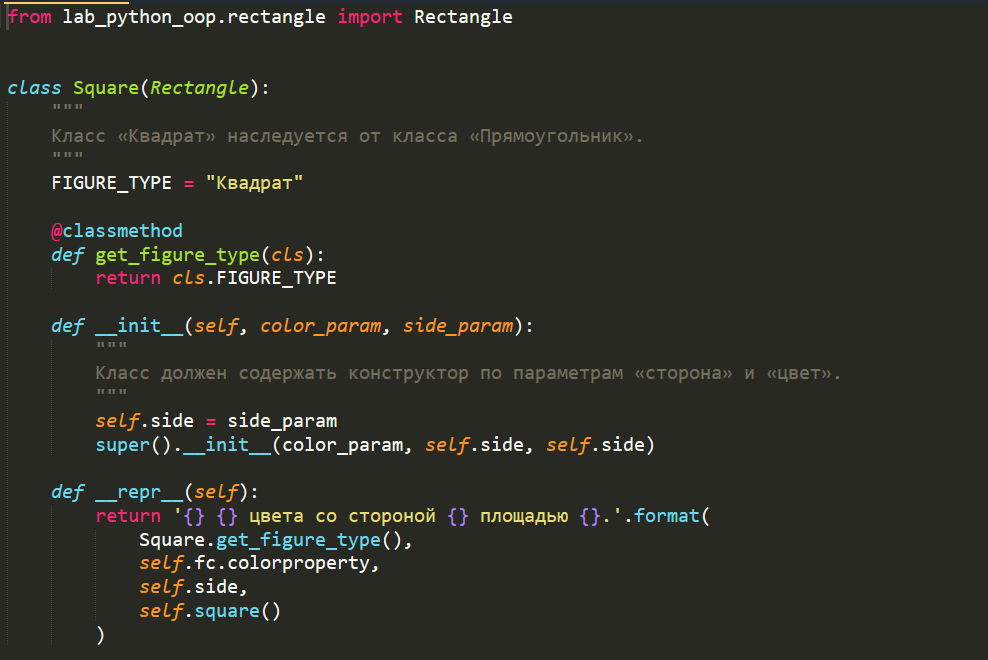 from lab_python_oop.rectangle import Rectangle
class Square(Rectangle):
"""
Класс «Квадрат» наследуется от класса «Прямоугольник».
"""
FIGURE_TYPE = "Квадрат"
@classmethod
def get_figure_type(cls):
return cls.FIGURE_TYPE
def __init__(self, color_param, side_param):
"""
Класс должен содержать конструктор по параметрам «сторона» и «цвет».
"""
self.side = side_param
super().__init__(color_param, self.side, self.side)
def __repr__(self):
return '{} {} цвета со стороной {} площадью {}.'.format(
Square.get_figure_type(),
self.fc.colorproperty,
self.side,
self.square()
)